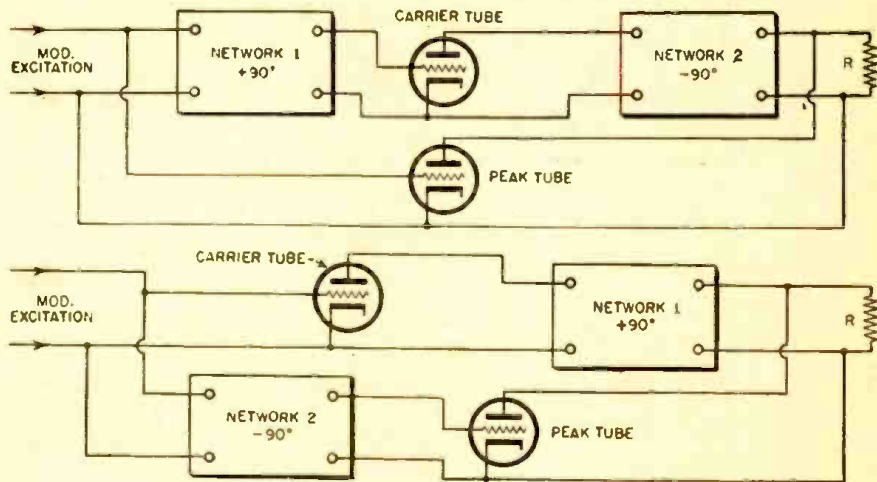 CARRIER TUBE
MOD.
EXCITATION
NETWORK 1
+90°
NETWORK 2
-90°
R
PEAK TUBE
CARRIER TUBE
MOD.
EXCITATION
NETWORK 1
+90°
R
NETWORK 2
-90°
PEAK TUBE